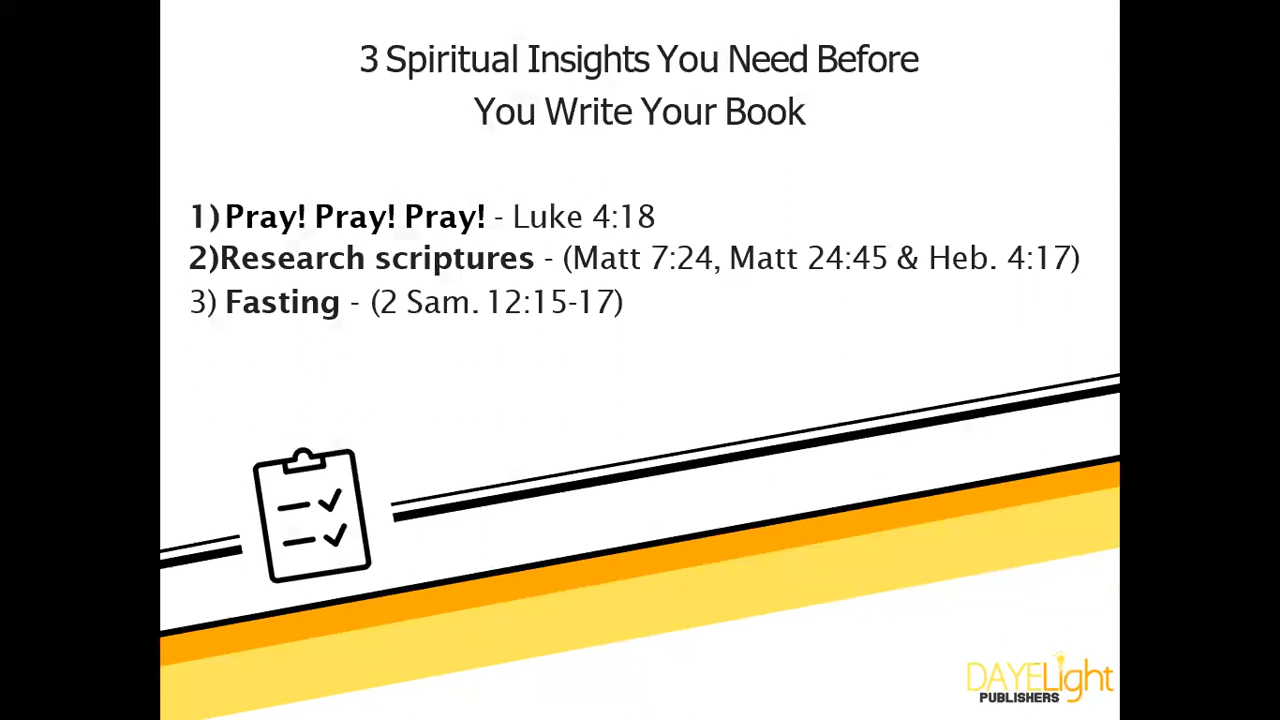 3 Spiritual Insights You Need Before
You Write Your Book
1) Pray! Pray! Pray! - Luke 4:18
2)Research scriptures - (Matt 7:24, Matt 24:45 & Heb. 4:17)
3) Fasting - (2 Sam. 12:15-17)
DAYELight
PUBLISHERS